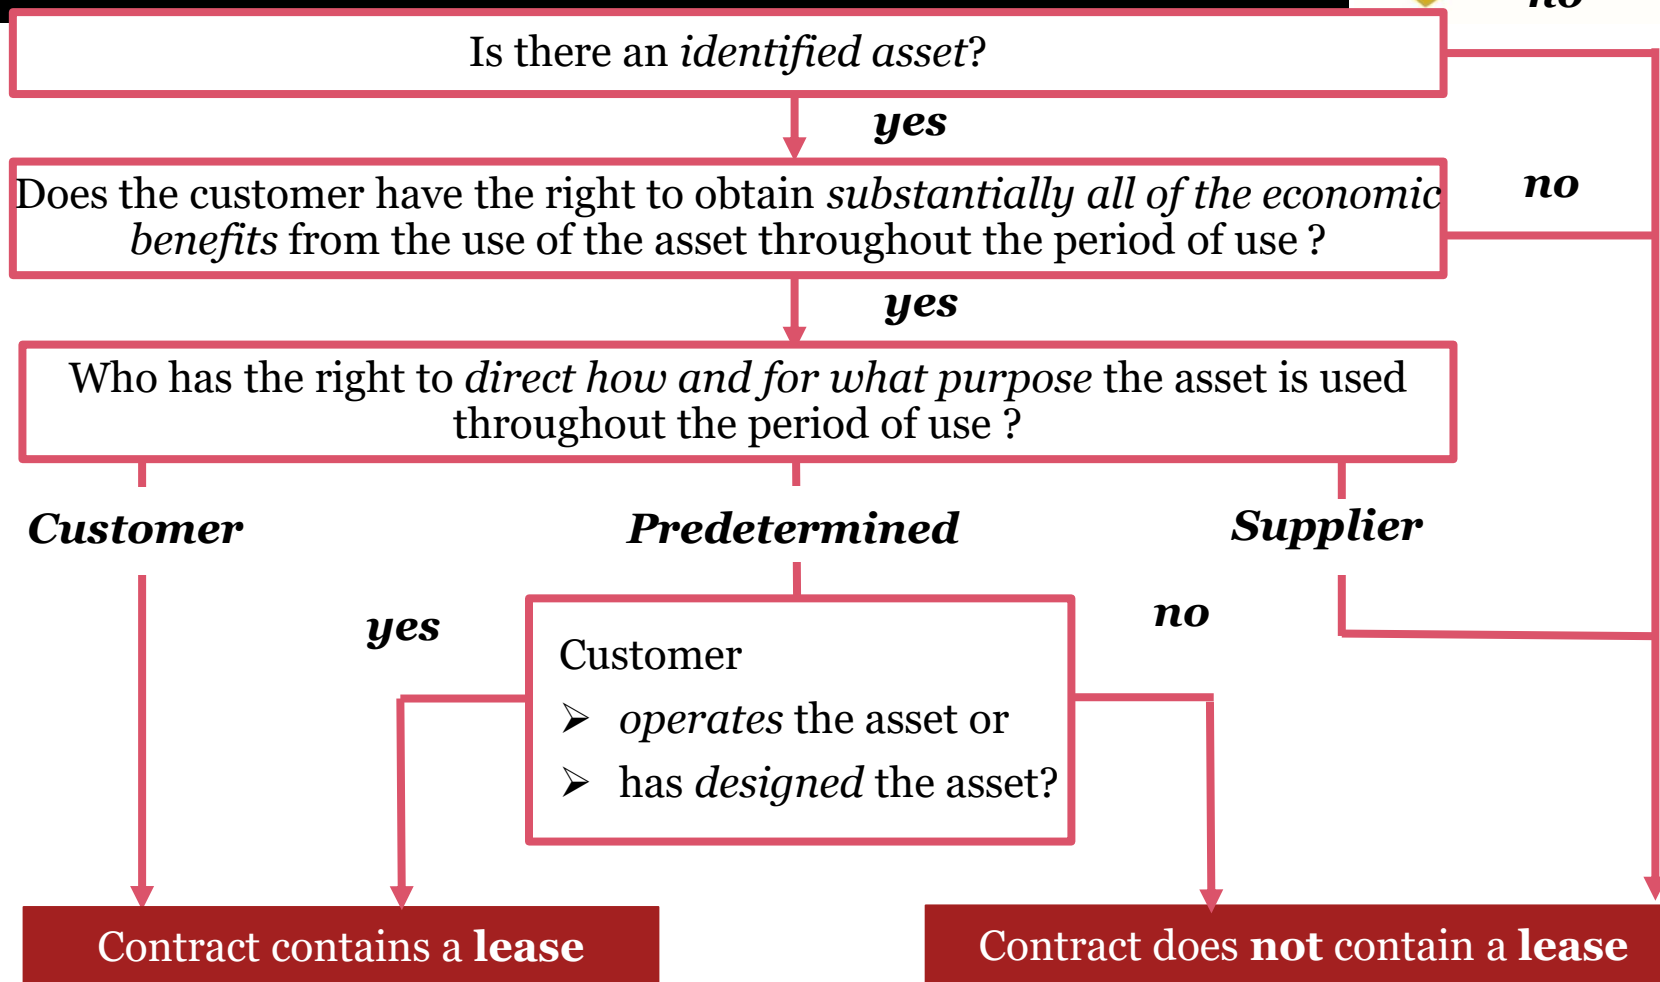 no
Is there an identified asset?
yes
Does the customer have the right to obtain substantially all of the economic
benefits from the use of the asset throughout the period of use ?
no
yes
Who has the right to direct how and for what purpose the asset is used
throughout the period of use ?
Customer
Predetermined
Supplier
yes
no
Customer
➢ operates the asset or
➢ has designed the asset?
Contract contains a lease
Contract does not contain a lease